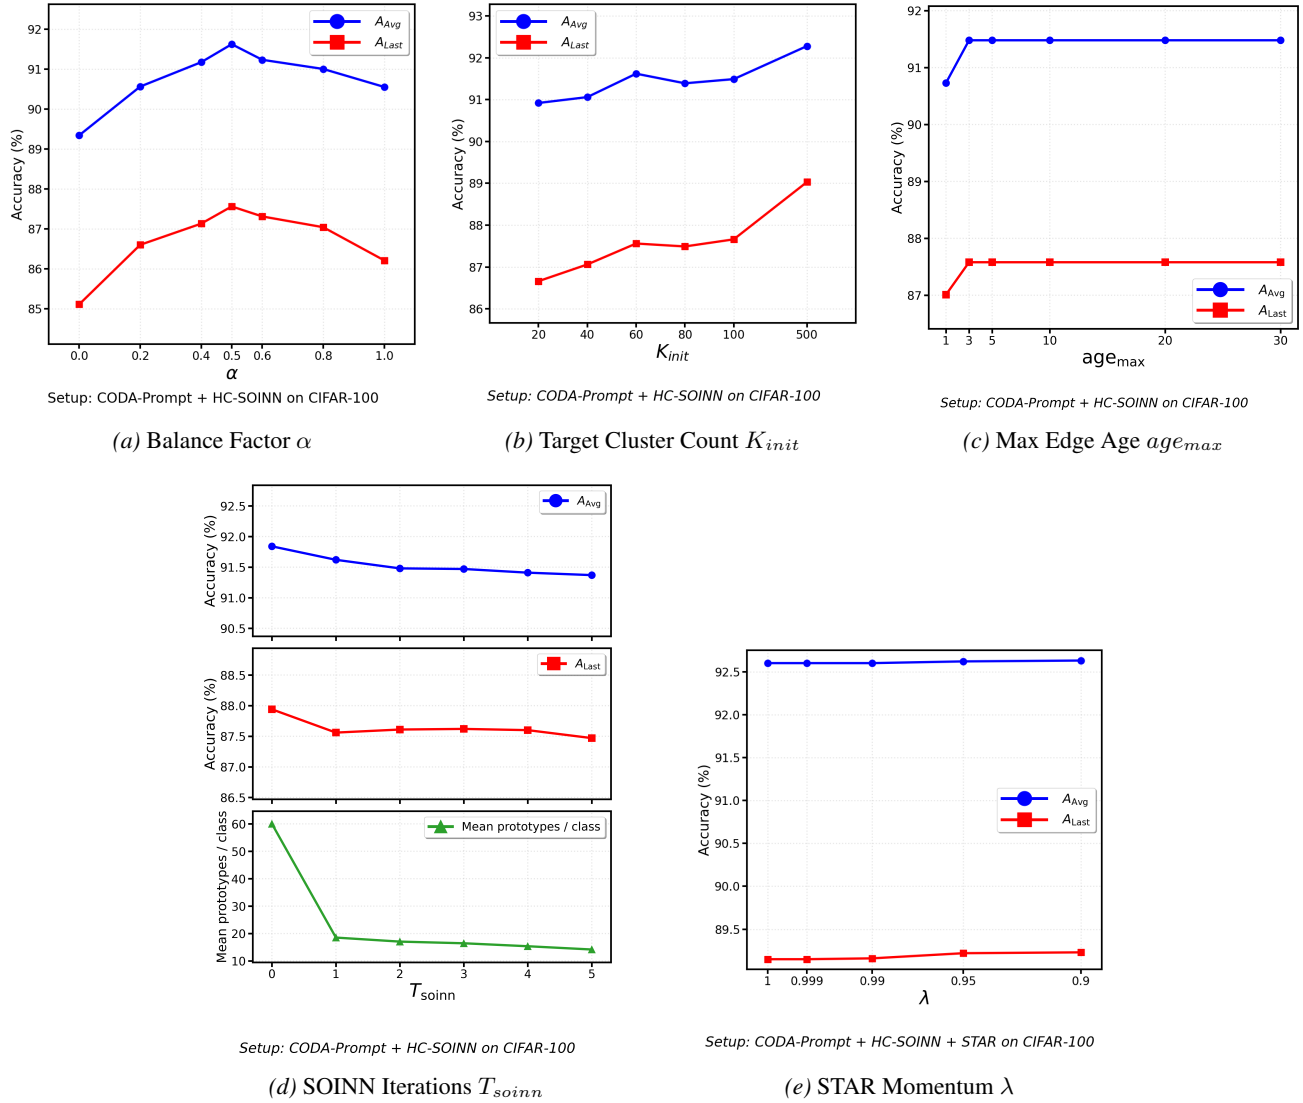 92
91
90
89
88
87
86
85
Accuracy (%)
A_Avg
A_Last
0.0 0.2 0.4 0.5 0.6 0.8 1.0
α
Setup: CODA-Prompt + HC-SOINN on CIFAR-100
(a) Balance Factor α
93
92
91
90
89
88
87
86
Accuracy (%)
A_Avg
A_Last
20 40 60 80 100 500
K_init
Setup: CODA-Prompt + HC-SOINN on CIFAR-100
(b) Target Cluster Count K_init
92
91
90
89
88
87
Accuracy (%)
A_Avg
A_Last
1 3 5 10 20 30
age_max
Setup: CODA-Prompt + HC-SOINN on CIFAR-100
(c) Max Edge Age age_max
92.5
92.0
91.5
91.0
90.5
Accuracy (%)
A_Avg
88.5
88.0
87.5
87.0
86.5
Accuracy (%)
A_Last
60
50
40
30
20
10
Mean prototypes / class
Mean prototypes / class
0 1 2 3 4 5
T_soinn
Setup: CODA-Prompt + HC-SOINN on CIFAR-100
(d) SOINN Iterations T_soinn
92.5
92.0
91.5
91.0
90.5
90.0
89.5
Accuracy (%)
A_Avg
A_Last
1 0.999 0.99 0.95 0.9
λ
Setup: CODA-Prompt + HC-SOINN + STAR on CIFAR-100
(e) STAR Momentum λ